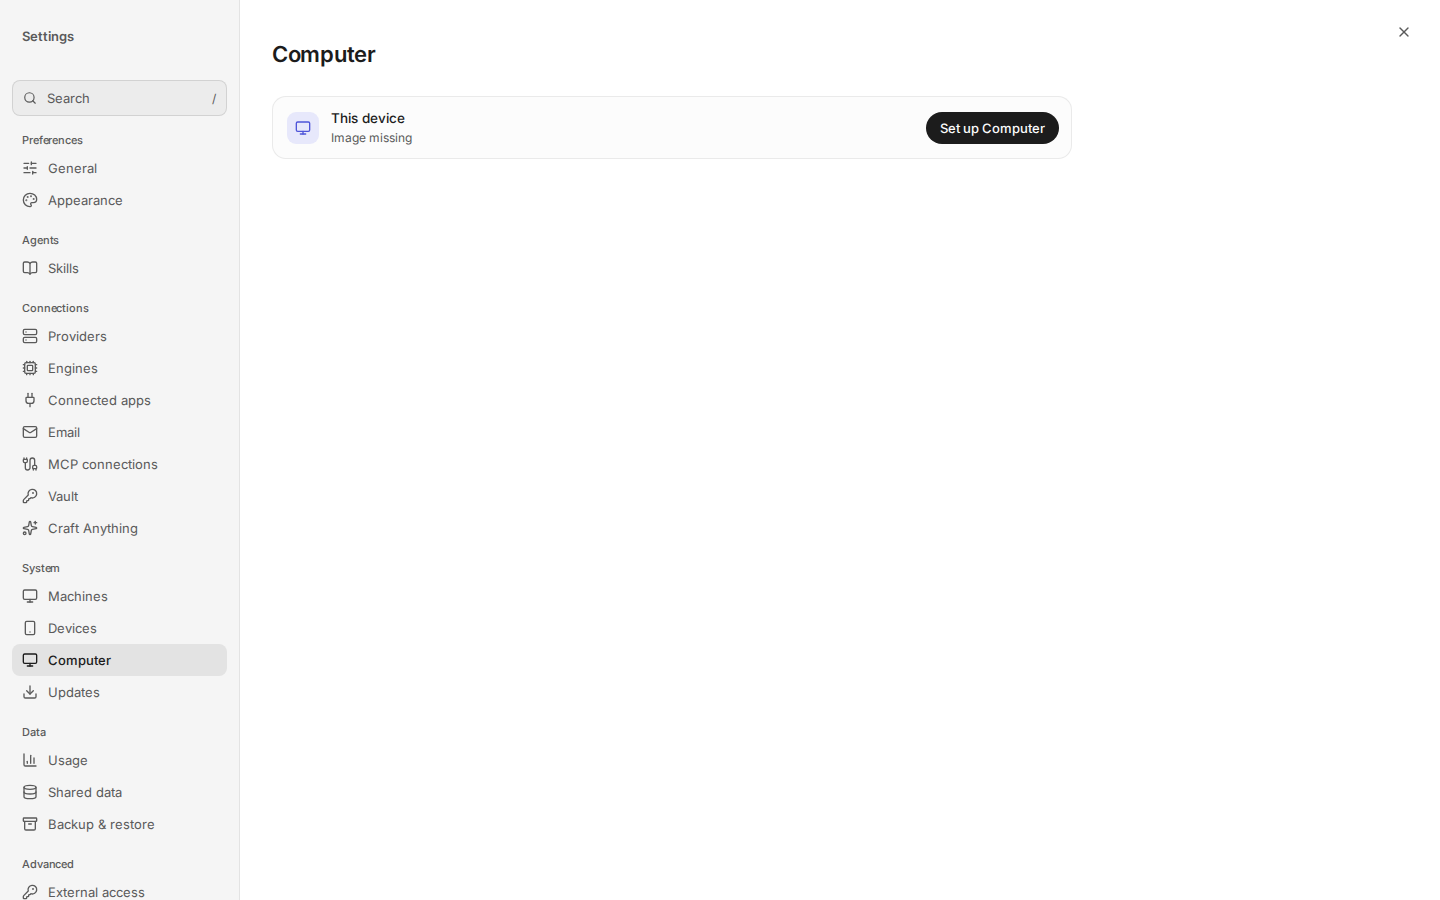 Settings
Search /
Preferences
General
Appearance
Agents
Skills
Connections
Providers
Engines
Connected apps
Email
MCP connections
Vault
Craft Anything
System
Machines
Devices
Computer
Updates
Data
Usage
Shared data
Backup & restore
Advanced
External access
Computer
This device
Image missing
Set up Computer